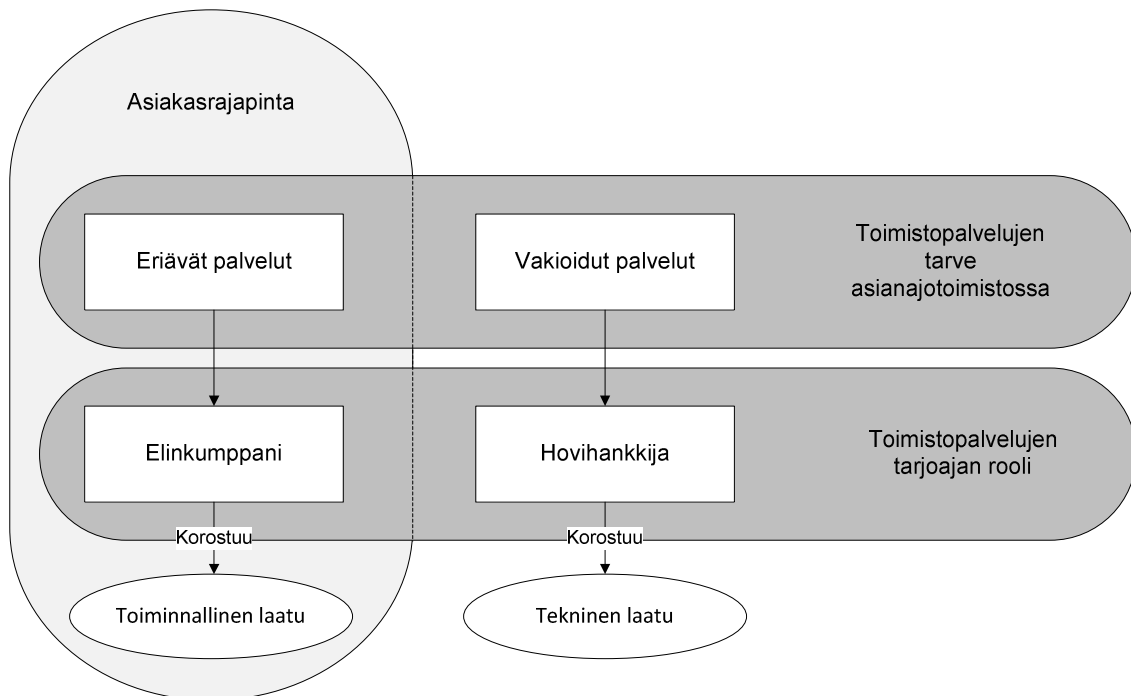 Asiakasrajapinta
Eriävät palvelut
Vakioidut palvelut
Toimistopalvelujen
tarve
asianajotoimistossa
Elinkumppani
Hovihankkija
Toimistopalvelujen
tarjoajan rooli
Korostuu
Korostuu
Toiminnallinen laatu
Tekninen laatu